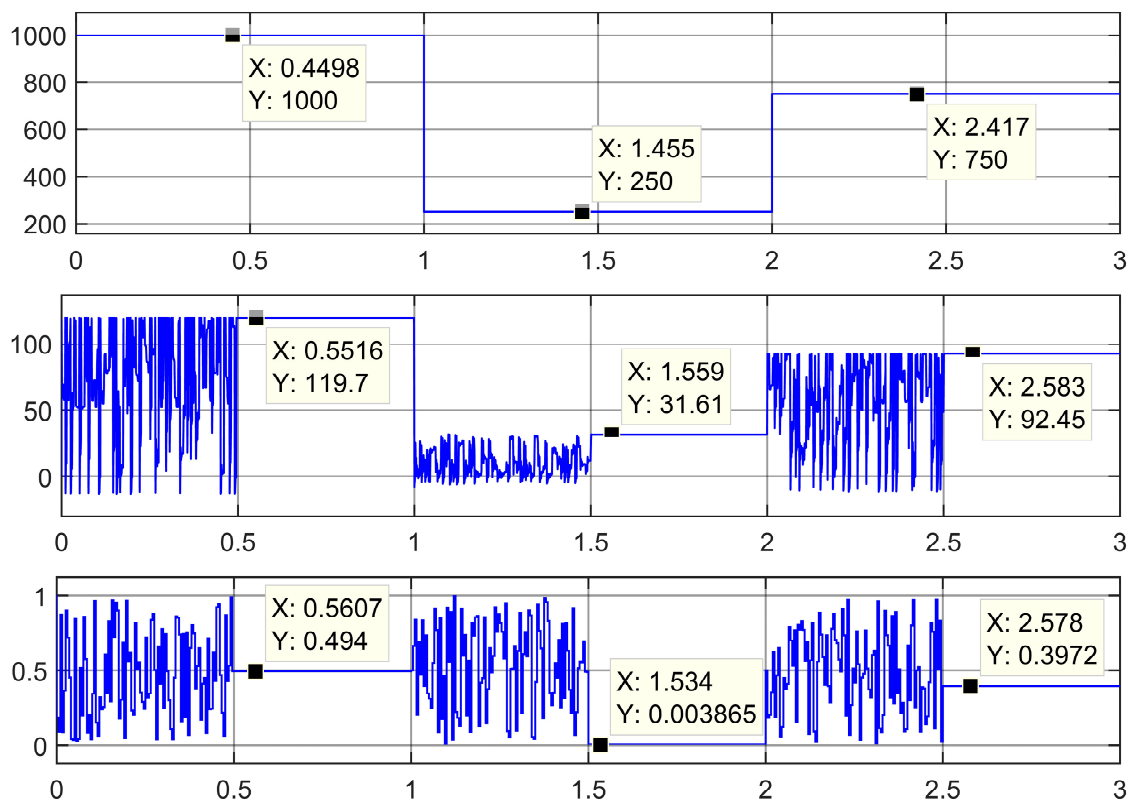 1000
800
600
400
200
X: 0.4498
Y: 1000
X: 1.455
Y: 250
X: 2.417
Y: 750
0 0.5 1 1.5 2 2.5 3
100
50
0
X: 0.5516
Y: 119.7
X: 1.559
Y: 31.61
X: 2.583
Y: 92.45
0 0.5 1 1.5 2 2.5 3
1
0.5
0
X: 0.5607
Y: 0.494
X: 1.534
Y: 0.003865
X: 2.578
Y: 0.3972
0 0.5 1 1.5 2 2.5 3